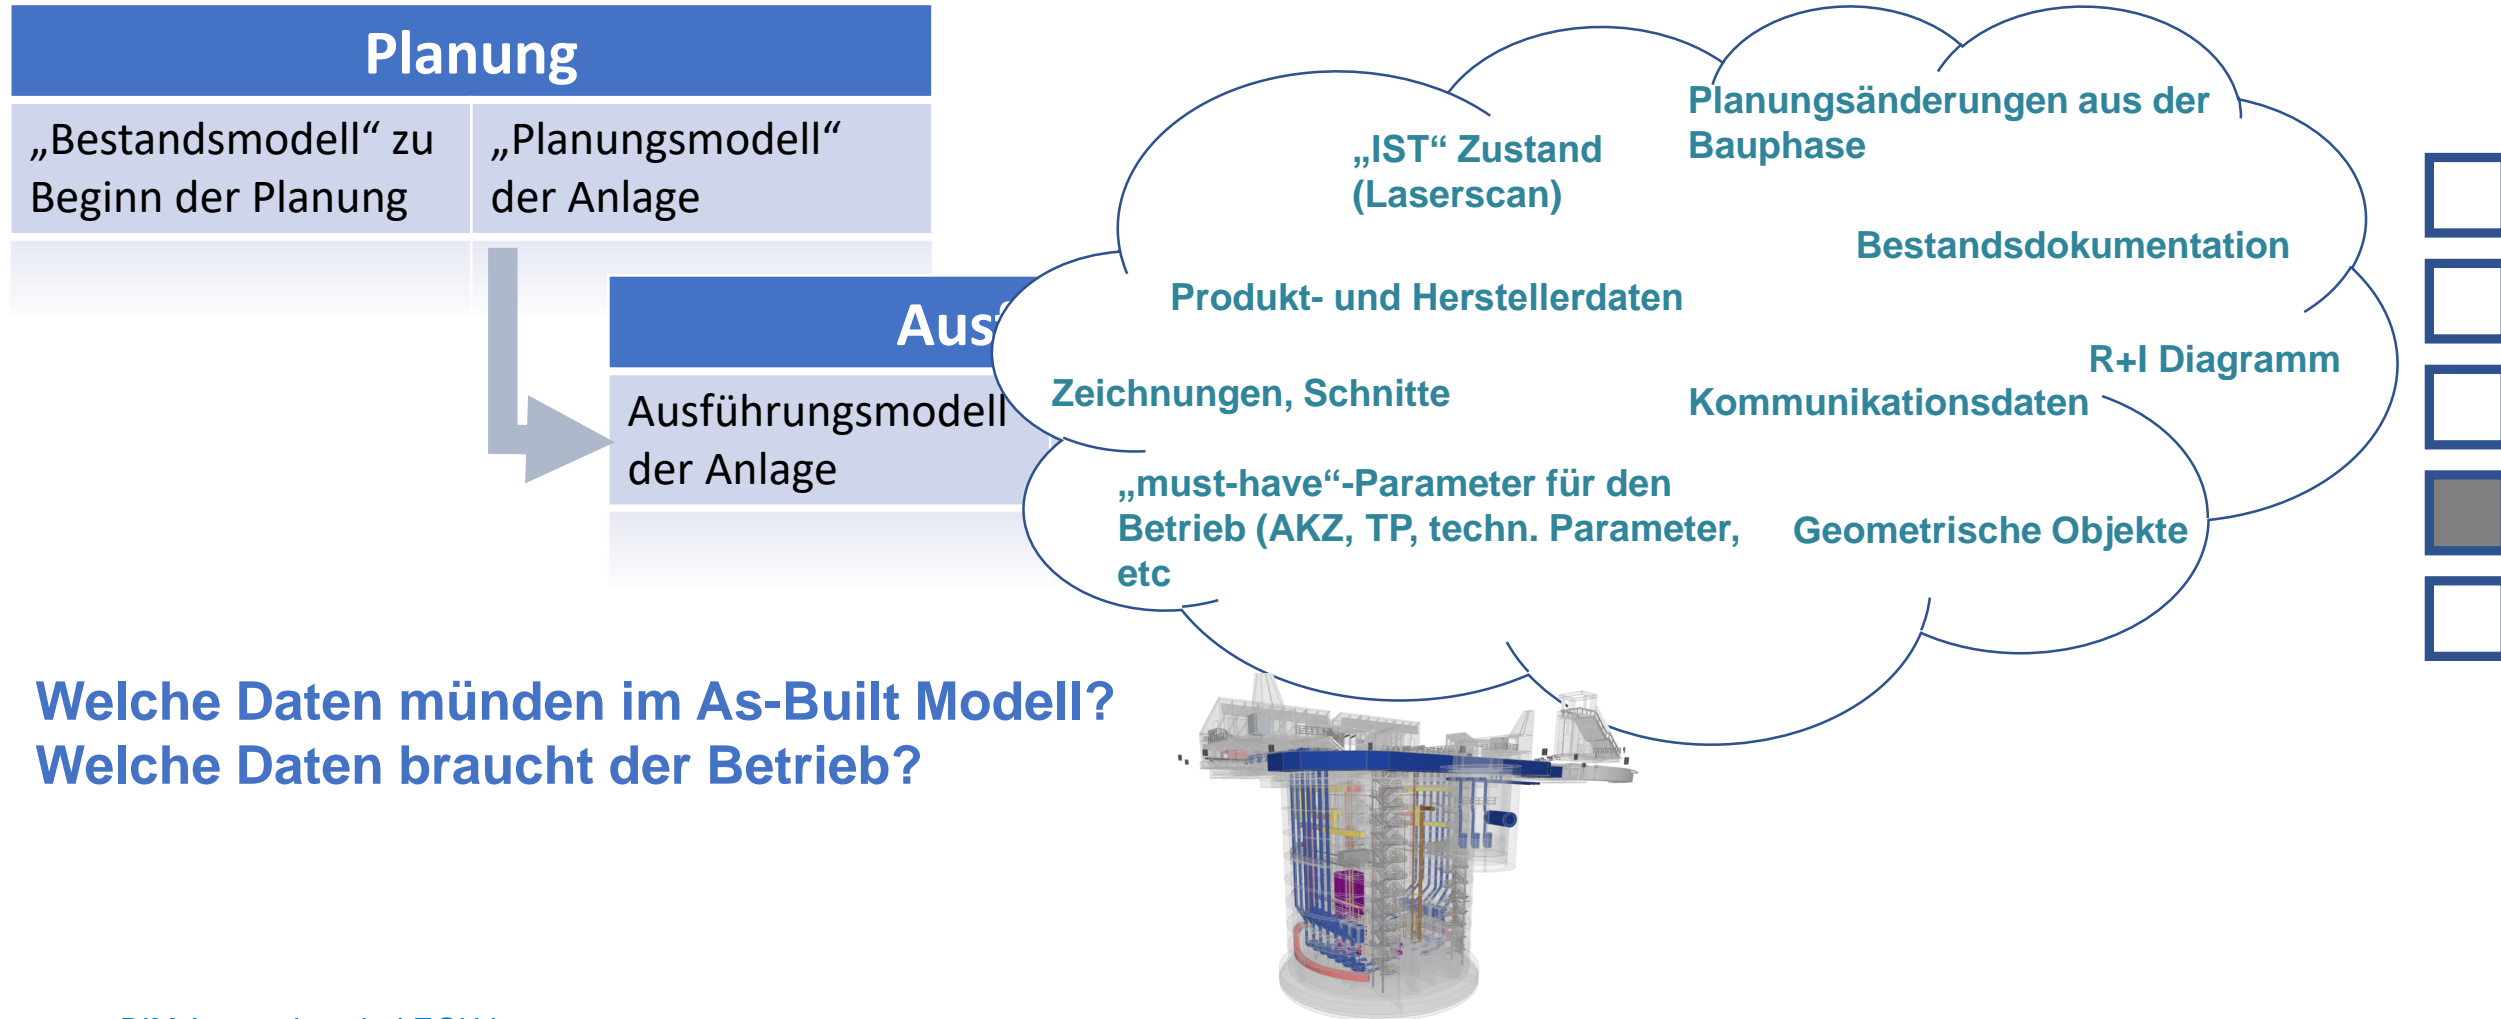 Planung
„Bestandsmodell“ zu
Beginn der Planung
„Planungsmodell“
der Anlage
Ausführungsmodell
der Anlage
„IST“ Zustand
(Laserscan)
Planungsänderungen aus der
Bauphase
Bestandsdokumentation
Produkt- und Herstellerdaten
R+I Diagramm
Zeichnungen, Schnitte
Kommunikationsdaten
„must-have“-Parameter für den
Betrieb (AKZ, TP, techn. Parameter,
etc
Geometrische Objekte
Welche Daten münden im As-Built Modell?
Welche Daten braucht der Betrieb?